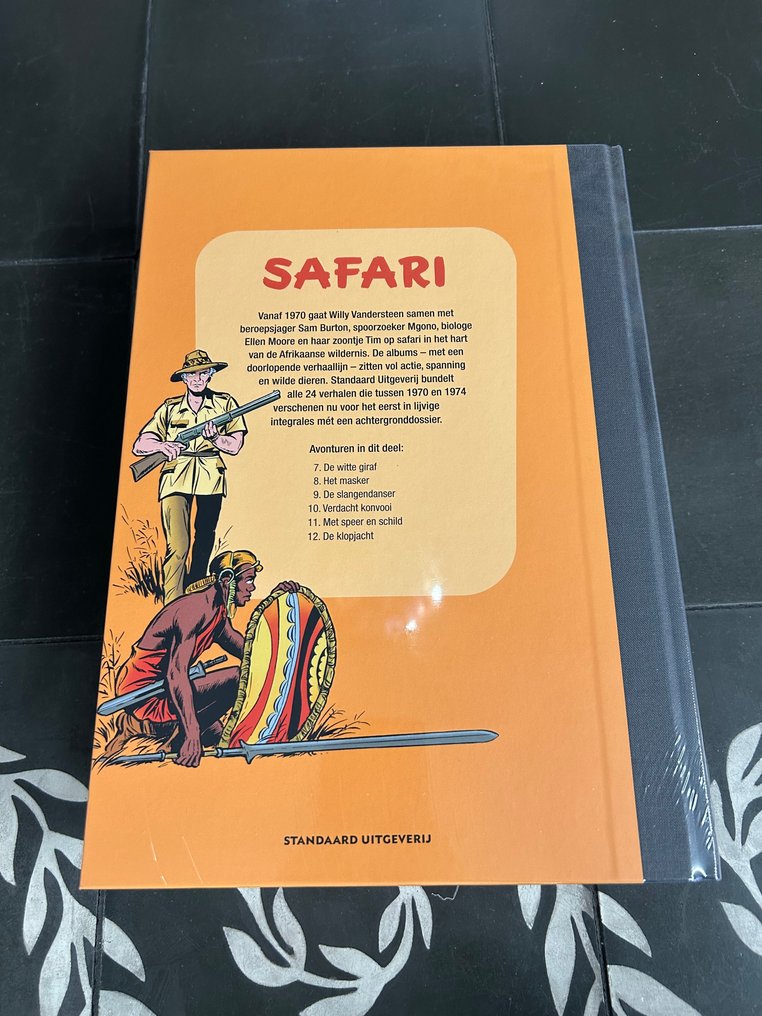 SAFARI
Vanaf 1970 gaat Willy Vandersteen samen met
beroepsjager Sam Burton, spoorzoeker Mgono, biologe
Ellen Moore en haar zoontje Tim op safari in het hart
van de Afrikaanse wildernis. De albums – met een
doorlopende verhaallijn – zitten vol actie, spanning
en wilde dieren. Standaard Uitgeverij bundelt
alle 24 verhalen die tussen 1970 en 1974
verschenen nu voor het eerst in lijvige
integrales mét een achtergronddossier.
Avonturen in dit deel:
7. De witte giraf
8. Het masker
9. De slangendanser
10. Verdacht konvooi
11. Met speer en schild
12. De klopjacht
STANDAARD UITGEVERIJ